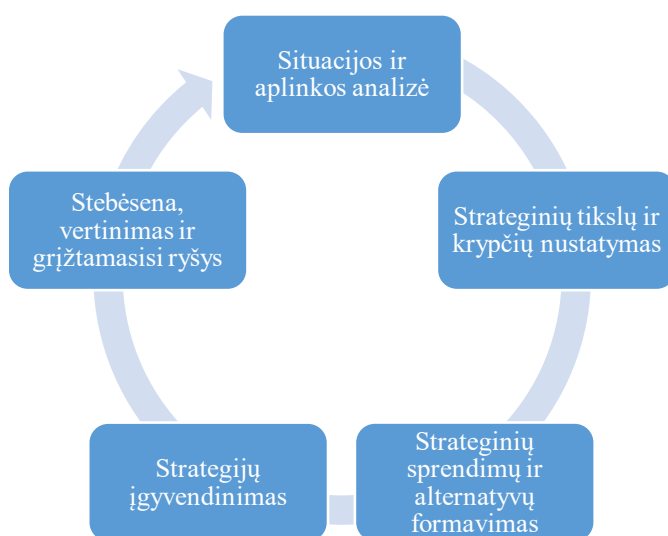 Situacijos ir
aplinkos analizė
Strateginių tikslų ir
krypčių nustatymas
Strateginių
sprendimų ir
alternatyvų
formavimas
Strategijų
įgyvendinimas
Stebėsena,
vertinimas ir
grįžtamasisi ryšys